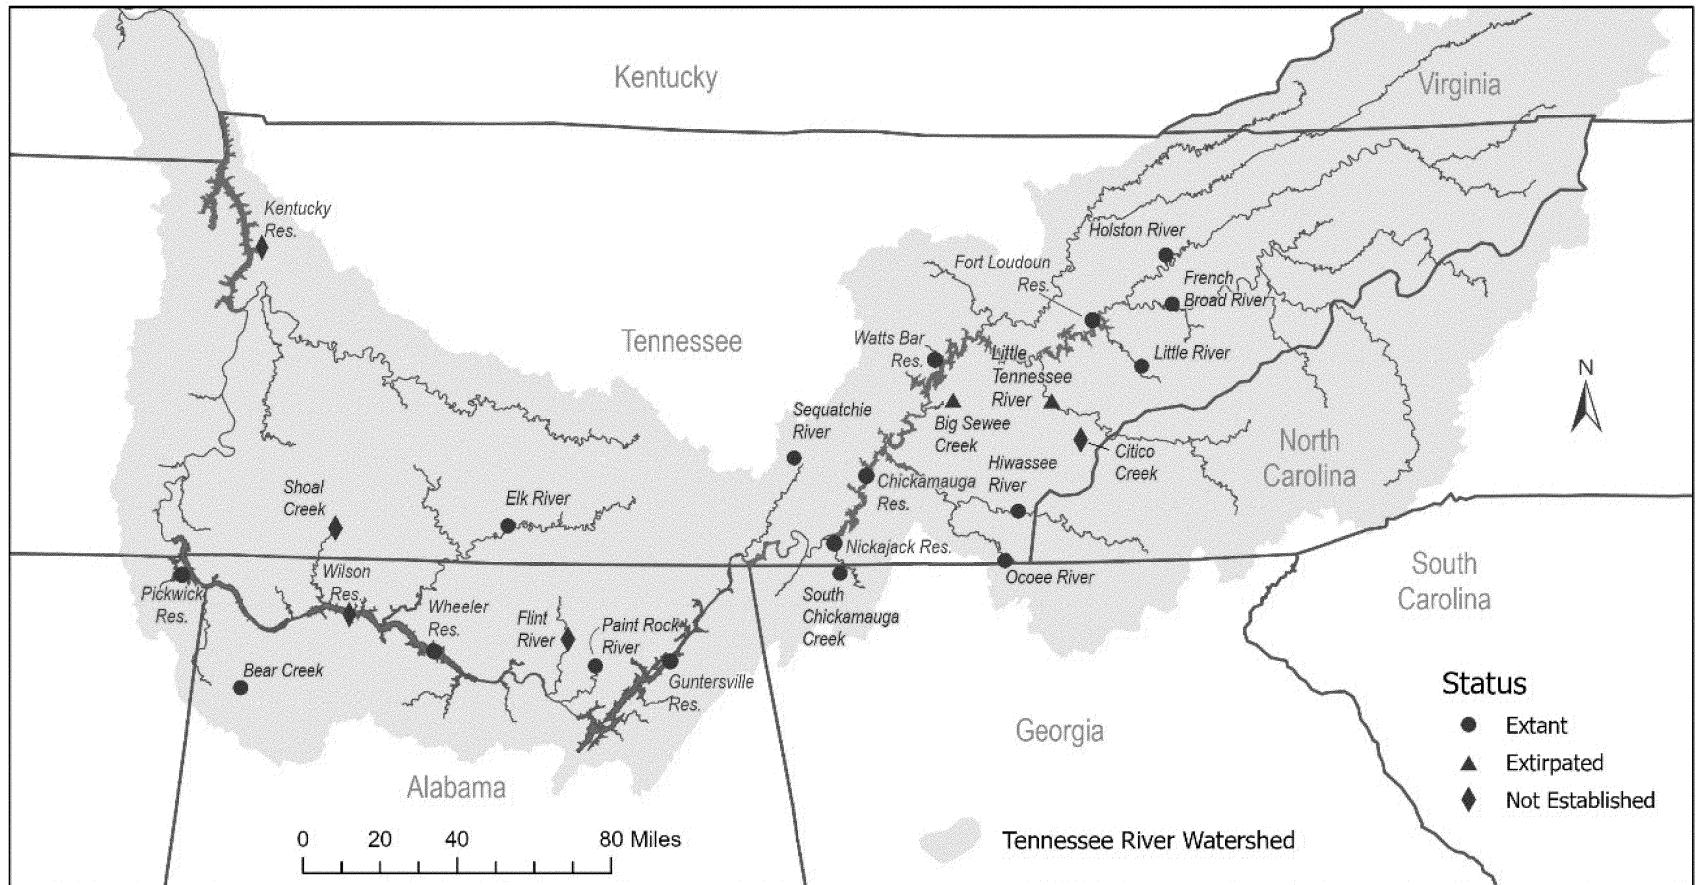 Kentucky
Virginia
Kentucky
Res.
Holston River
Fort Loudoun
Res.
French
Broad River
Tennessee
Watts Bar
Res.
Little
Tennessee
River
Little River
N
Sequatchie
River
Big Sewee
Creek
Citico
Creek
North
Carolina
Hiwassee
River
Chickamauga
Res.
Shoal
Creek
Elk River
Nickajack Res.
Ocoee River
South
Carolina
Pickwick
Res.
Wilson
Res.
Wheeler
Res.
Flint
River
Paint Rock
River
South
Chickamauga
Creek
Bear Creek
Guntersville
Res.
Georgia
Alabama
Status
Extant
Extirpated
Not Established
0 20 40 80 Miles
Tennessee River Watershed